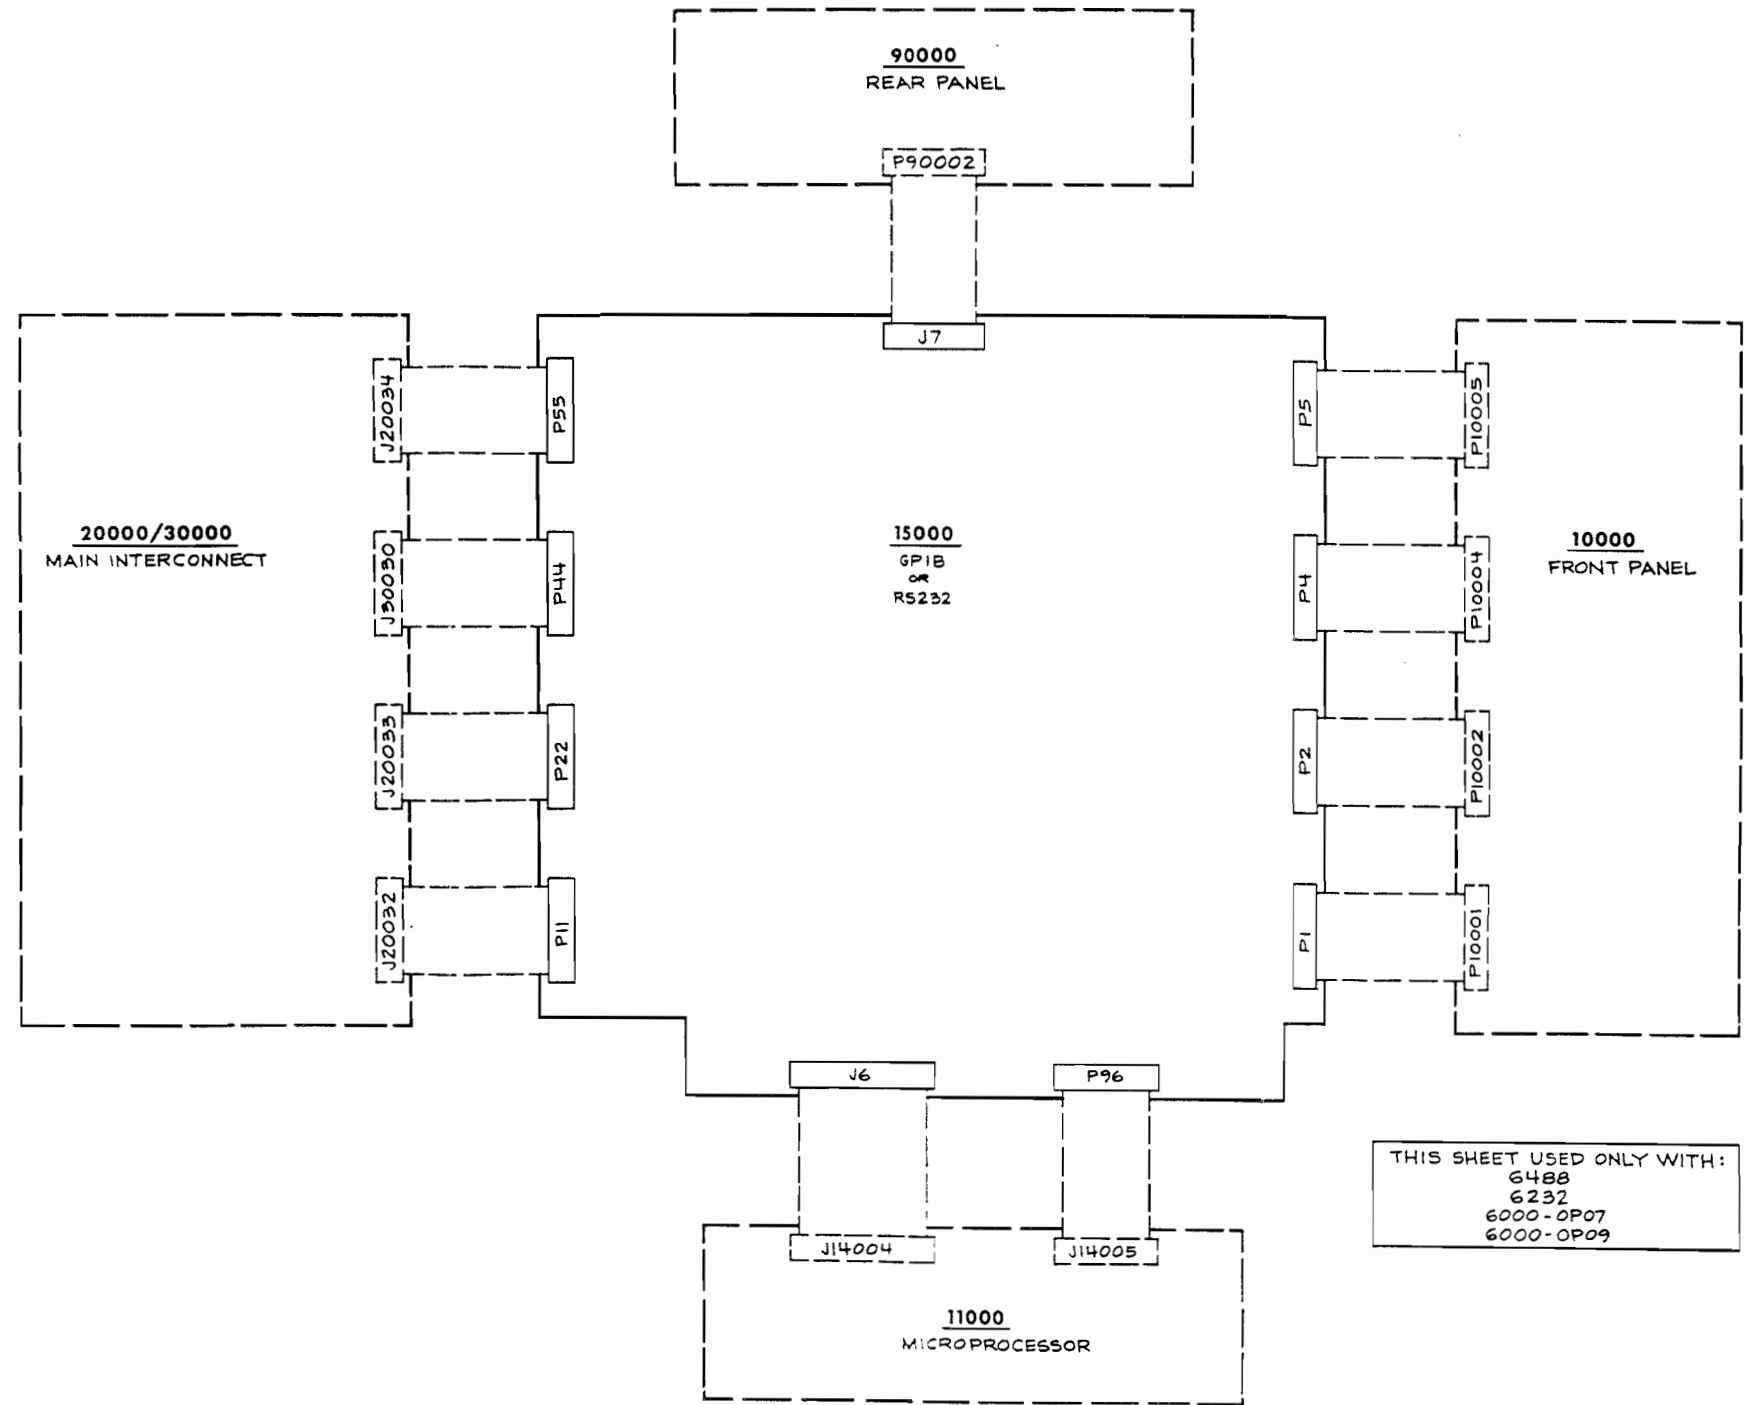 90000
REAR PANEL
P90002
J7
J20034
P55
P5
P10005
20000/30000
MAIN INTERCONNECT
15000
GPIB
OR
RS232
10000
FRONT PANEL
J30030
P44
P4
P10004
J20033
P22
P2
P10002
J20032
P11
P1
P10001
J6
P96
THIS SHEET USED ONLY WITH:
6488
6232
6000-OP07
6000-OP09
J14004
J14005
11000
MICROPROCESSOR